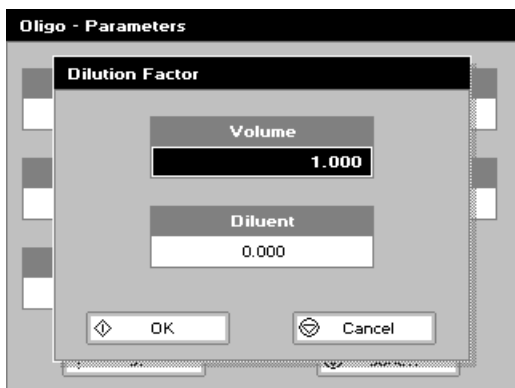 Oligo - Parameters
Dilution Factor
Volume
1.000
Diluent
0.000
OK
Cancel